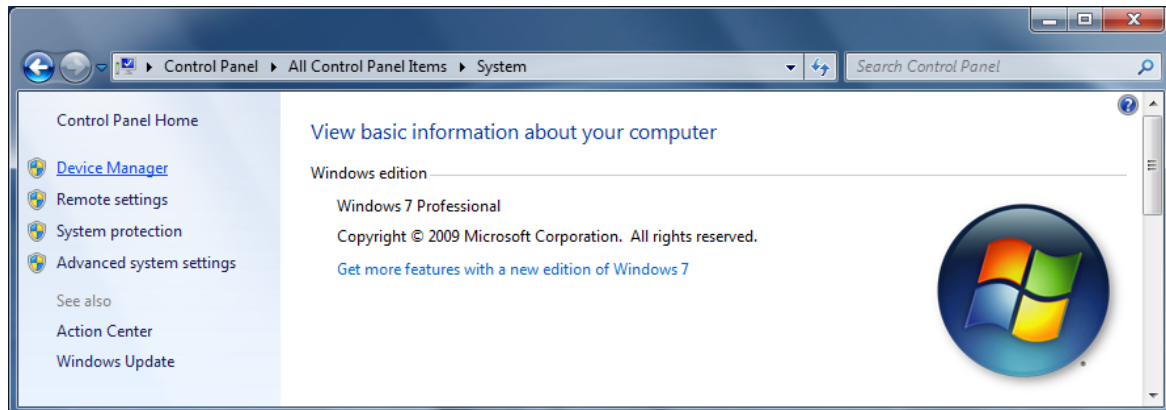 Control Panel All Control Panel Items System
Search Control Panel
Control Panel Home
Device Manager
Remote settings
System protection
Advanced system settings
See also
Action Center
Windows Update
View basic information about your computer
Windows edition
Windows 7 Professional
Copyright © 2009 Microsoft Corporation. All rights reserved.
Get more features with a new edition of Windows 7